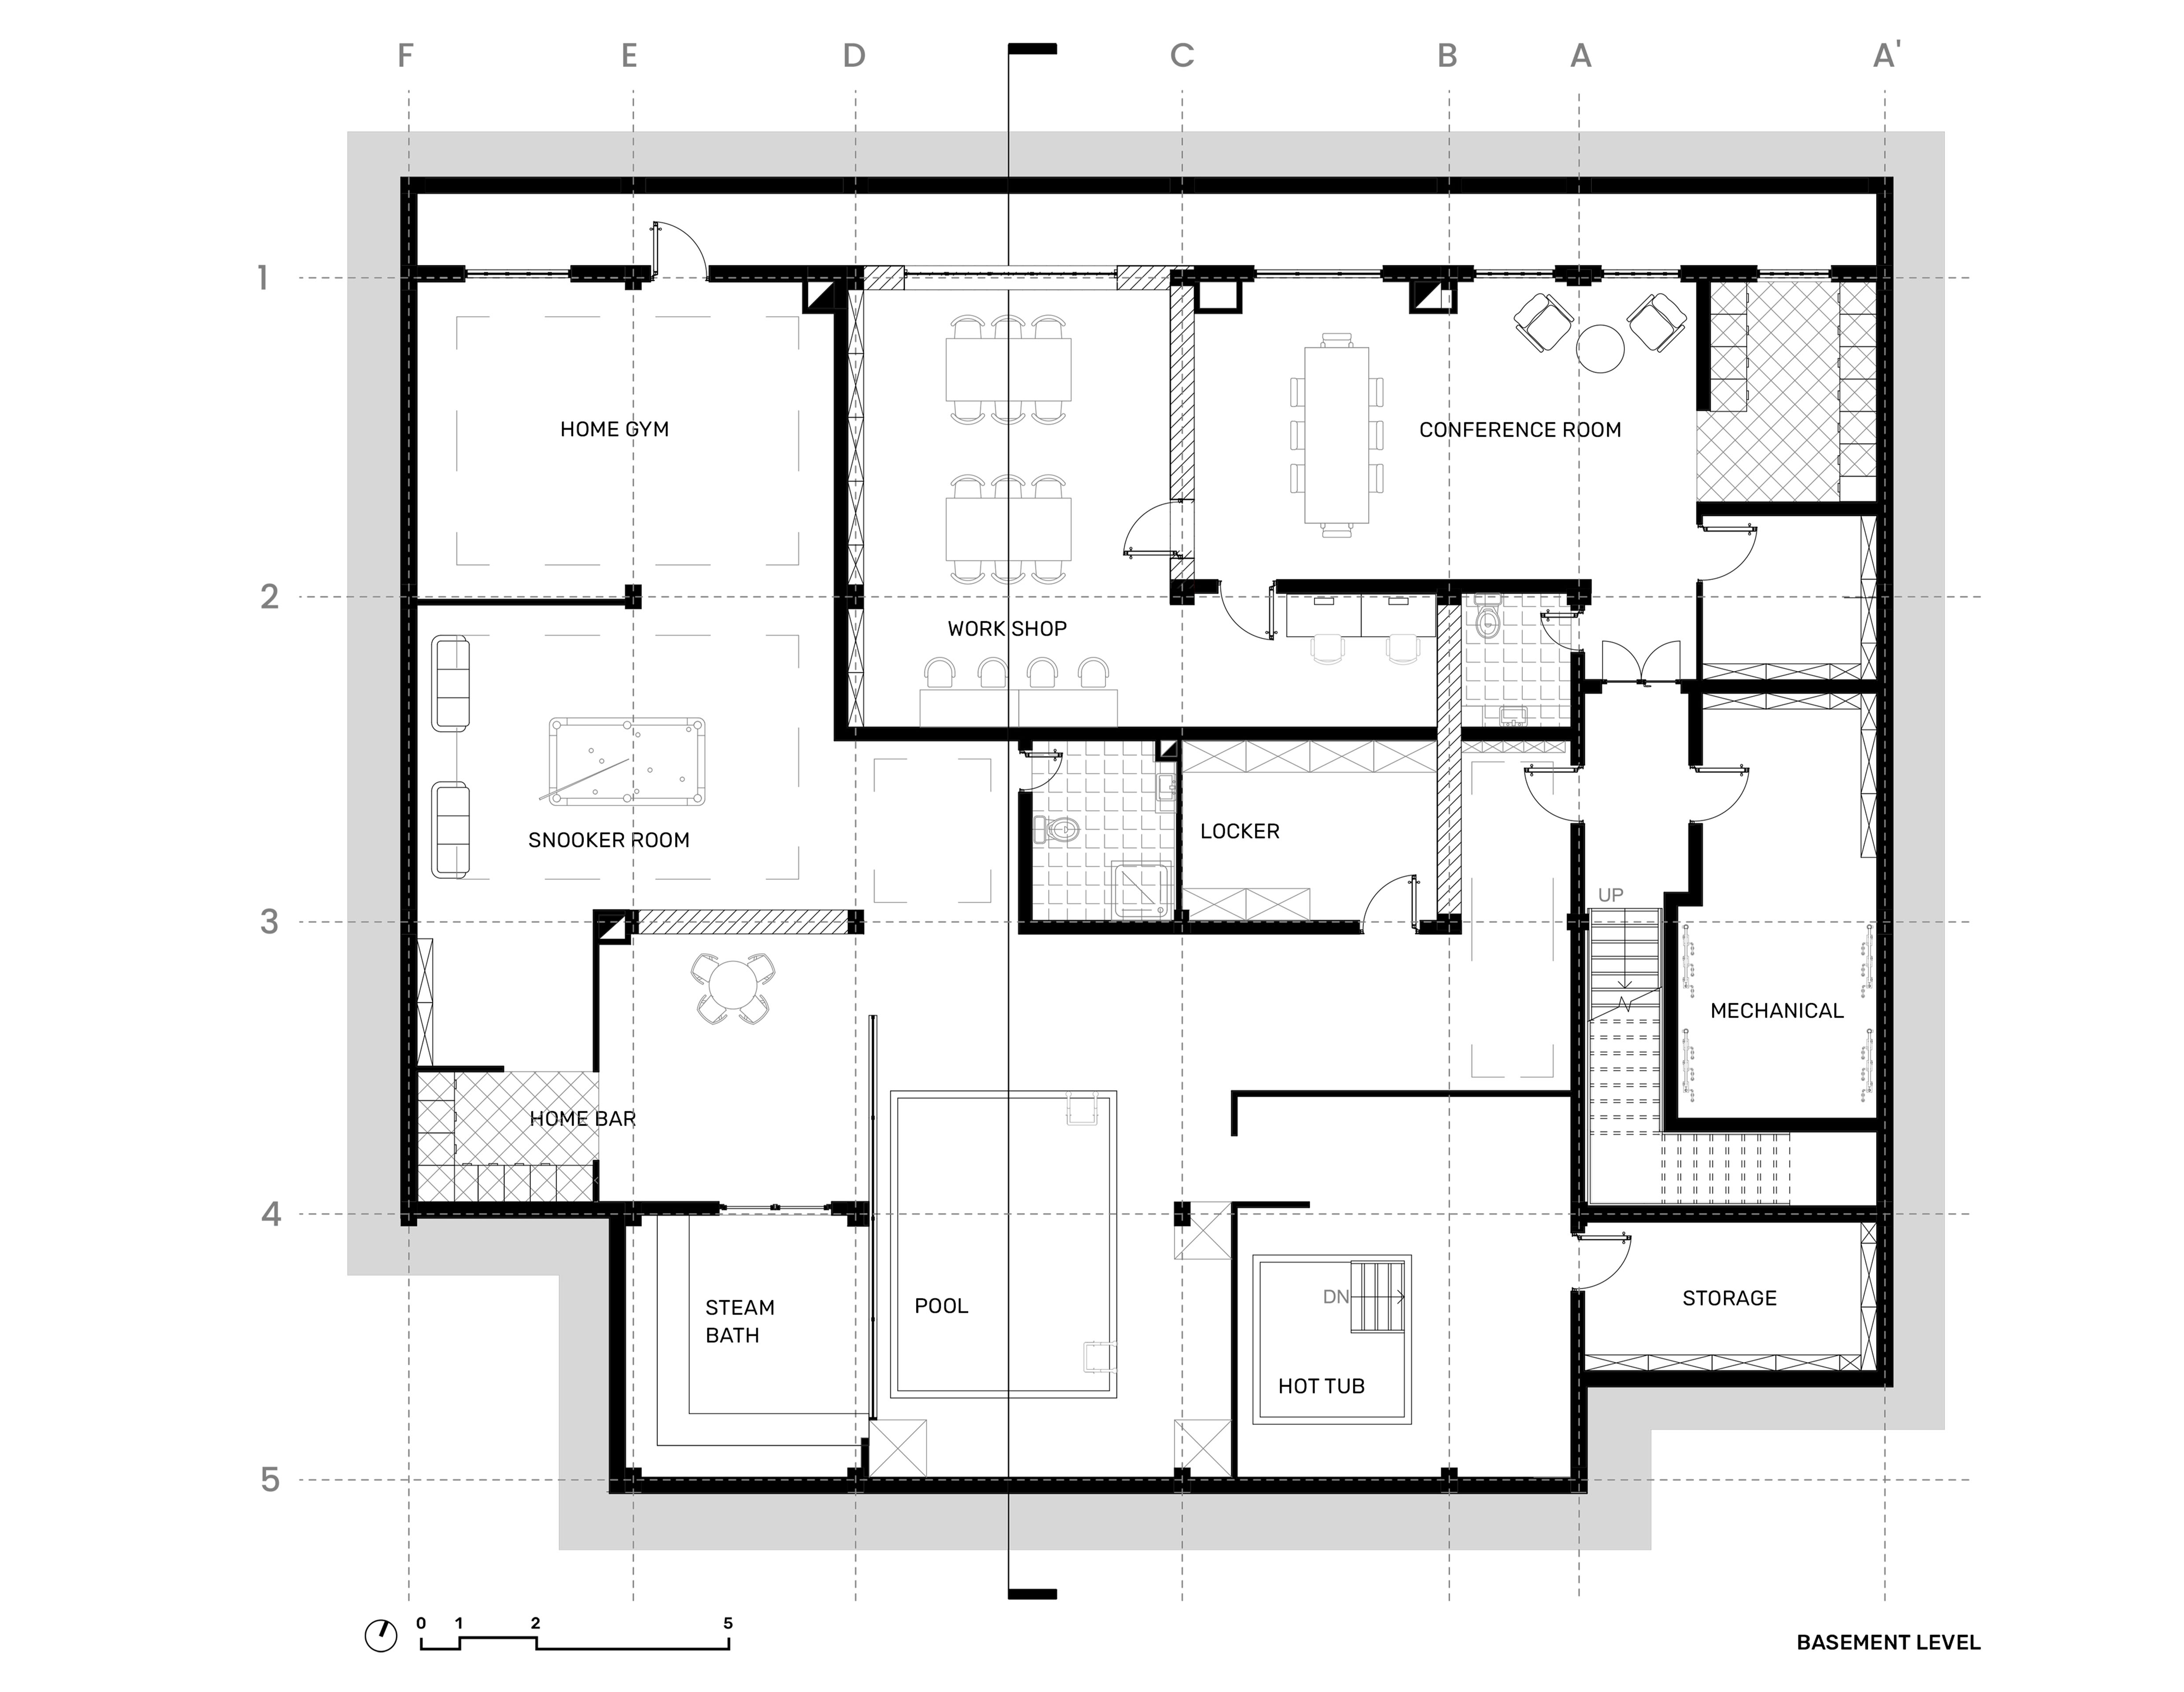 F E D C B A A'
1
HOME GYM
CONFERENCE ROOM
2
WORK SHOP
LOCKER
SNOOKER ROOM
UP
3
MECHANICAL
HOME BAR
4
DN
STORAGE
STEAM
BATH
POOL
HOT TUB
5
0 1 2 5
BASEMENT LEVEL